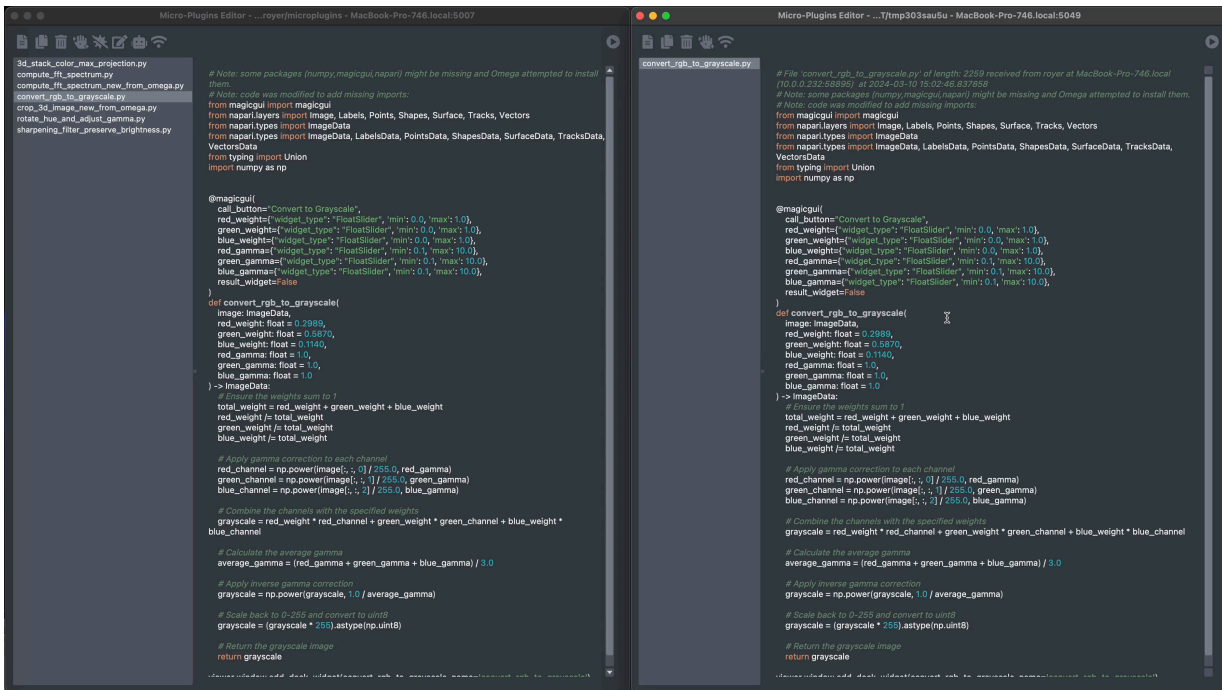 Micro-Plugins Editor - ...royer/microplugins - MacBook-Pro-746.local:5007
3d_stack_color_max_projection.py
compute_fft_spectrum.py
compute_fft_spectrum_new_from_omega.py
convert_rgb_to_grayscale.py
crop_3d_image_new_from_omega.py
rotate_hue_and_adjust_gamma.py
sharpening_filter_preserve_brightness.py
# Note: some packages (numpy,magicgui,napari) might be missing and Omega attempted to install
them.
# Note: code was modified to add missing imports:
from magicgui import magicgui
from napari.layers import Image, Labels, Points, Shapes, Surface, Tracks, Vectors
from napari.types import ImageData
from napari.types import ImageData, LabelsData, PointsData, ShapesData, SurfaceData, TracksData,
VectorsData
from typing import Union
import numpy as np
@magicgui(
call_button="Convert to Grayscale",
red_weight={"widget_type": "FloatSlider", 'min': 0.0, 'max': 1.0},
green_weight={"widget_type": "FloatSlider", 'min': 0.0, 'max': 1.0},
blue_weight={"widget_type": "FloatSlider", 'min': 0.0, 'max': 1.0},
red_gamma={"widget_type": "FloatSlider", 'min': 0.1, 'max': 10.0},
green_gamma={"widget_type": "FloatSlider", 'min': 0.1, 'max': 10.0},
blue_gamma={"widget_type": "FloatSlider", 'min': 0.1, 'max': 10.0},
result_widget=False
)
def convert_rgb_to_grayscale(
image: ImageData,
red_weight: float = 0.2989,
green_weight: float = 0.5870,
blue_weight: float = 0.1140,
red_gamma: float = 1.0,
green_gamma: float = 1.0,
blue_gamma: float = 1.0
) -> ImageData:
# Ensure the weights sum to 1
total_weight = red_weight + green_weight + blue_weight
red_weight /= total_weight
green_weight /= total_weight
blue_weight /= total_weight
# Apply gamma correction to each channel
red_channel = np.power(image[:, :, 0] / 255.0, red_gamma)
green_channel = np.power(image[:, :, 1] / 255.0, green_gamma)
blue_channel = np.power(image[:, :, 2] / 255.0, blue_gamma)
# Combine the channels with the specified weights
grayscale = red_weight * red_channel + green_weight * green_channel + blue_weight *
blue_channel
# Calculate the average gamma
average_gamma = (red_gamma + green_gamma + blue_gamma) / 3.0
# Apply inverse gamma correction
grayscale = np.power(grayscale, 1.0 / average_gamma)
# Scale back to 0-255 and convert to uint8
grayscale = (grayscale * 255).astype(np.uint8)
# Return the grayscale image
return grayscale
Micro-Plugins Editor - ...T/tmp303sau5u - MacBook-Pro-746.local:5049
convert_rgb_to_grayscale.py
# File 'convert_rgb_to_grayscale.py' of length: 2259 received from royer at MacBook-Pro-746.local
(10.0.0.232:58895) at 2024-03-10 15:02:46.837858
# Note: some packages (numpy,magicgui,napari) might be missing and Omega attempted to install them.
# Note: code was modified to add missing imports:
from magicgui import magicgui
from napari.layers import Image, Labels, Points, Shapes, Surface, Tracks, Vectors
from napari.types import ImageData
from napari.types import ImageData, LabelsData, PointsData, ShapesData, SurfaceData, TracksData,
VectorsData
from typing import Union
import numpy as np
@magicgui(
call_button="Convert to Grayscale",
red_weight={"widget_type": "FloatSlider", 'min': 0.0, 'max': 1.0},
green_weight={"widget_type": "FloatSlider", 'min': 0.0, 'max': 1.0},
blue_weight={"widget_type": "FloatSlider", 'min': 0.0, 'max': 1.0},
red_gamma={"widget_type": "FloatSlider", 'min': 0.1, 'max': 10.0},
green_gamma={"widget_type": "FloatSlider", 'min': 0.1, 'max': 10.0},
blue_gamma={"widget_type": "FloatSlider", 'min': 0.1, 'max': 10.0},
result_widget=False
)
def convert_rgb_to_grayscale(
image: ImageData,
red_weight: float = 0.2989,
green_weight: float = 0.5870,
blue_weight: float = 0.1140,
red_gamma: float = 1.0,
green_gamma: float = 1.0,
blue_gamma: float = 1.0
) -> ImageData:
# Ensure the weights sum to 1
total_weight = red_weight + green_weight + blue_weight
red_weight /= total_weight
green_weight /= total_weight
blue_weight /= total_weight
# Apply gamma correction to each channel
red_channel = np.power(image[:, :, 0] / 255.0, red_gamma)
green_channel = np.power(image[:, :, 1] / 255.0, green_gamma)
blue_channel = np.power(image[:, :, 2] / 255.0, blue_gamma)
# Combine the channels with the specified weights
grayscale = red_weight * red_channel + green_weight * green_channel + blue_weight * blue_channel
# Calculate the average gamma
average_gamma = (red_gamma + green_gamma + blue_gamma) / 3.0
# Apply inverse gamma correction
grayscale = np.power(grayscale, 1.0 / average_gamma)
# Scale back to 0-255 and convert to uint8
grayscale = (grayscale * 255).astype(np.uint8)
# Return the grayscale image
return grayscale